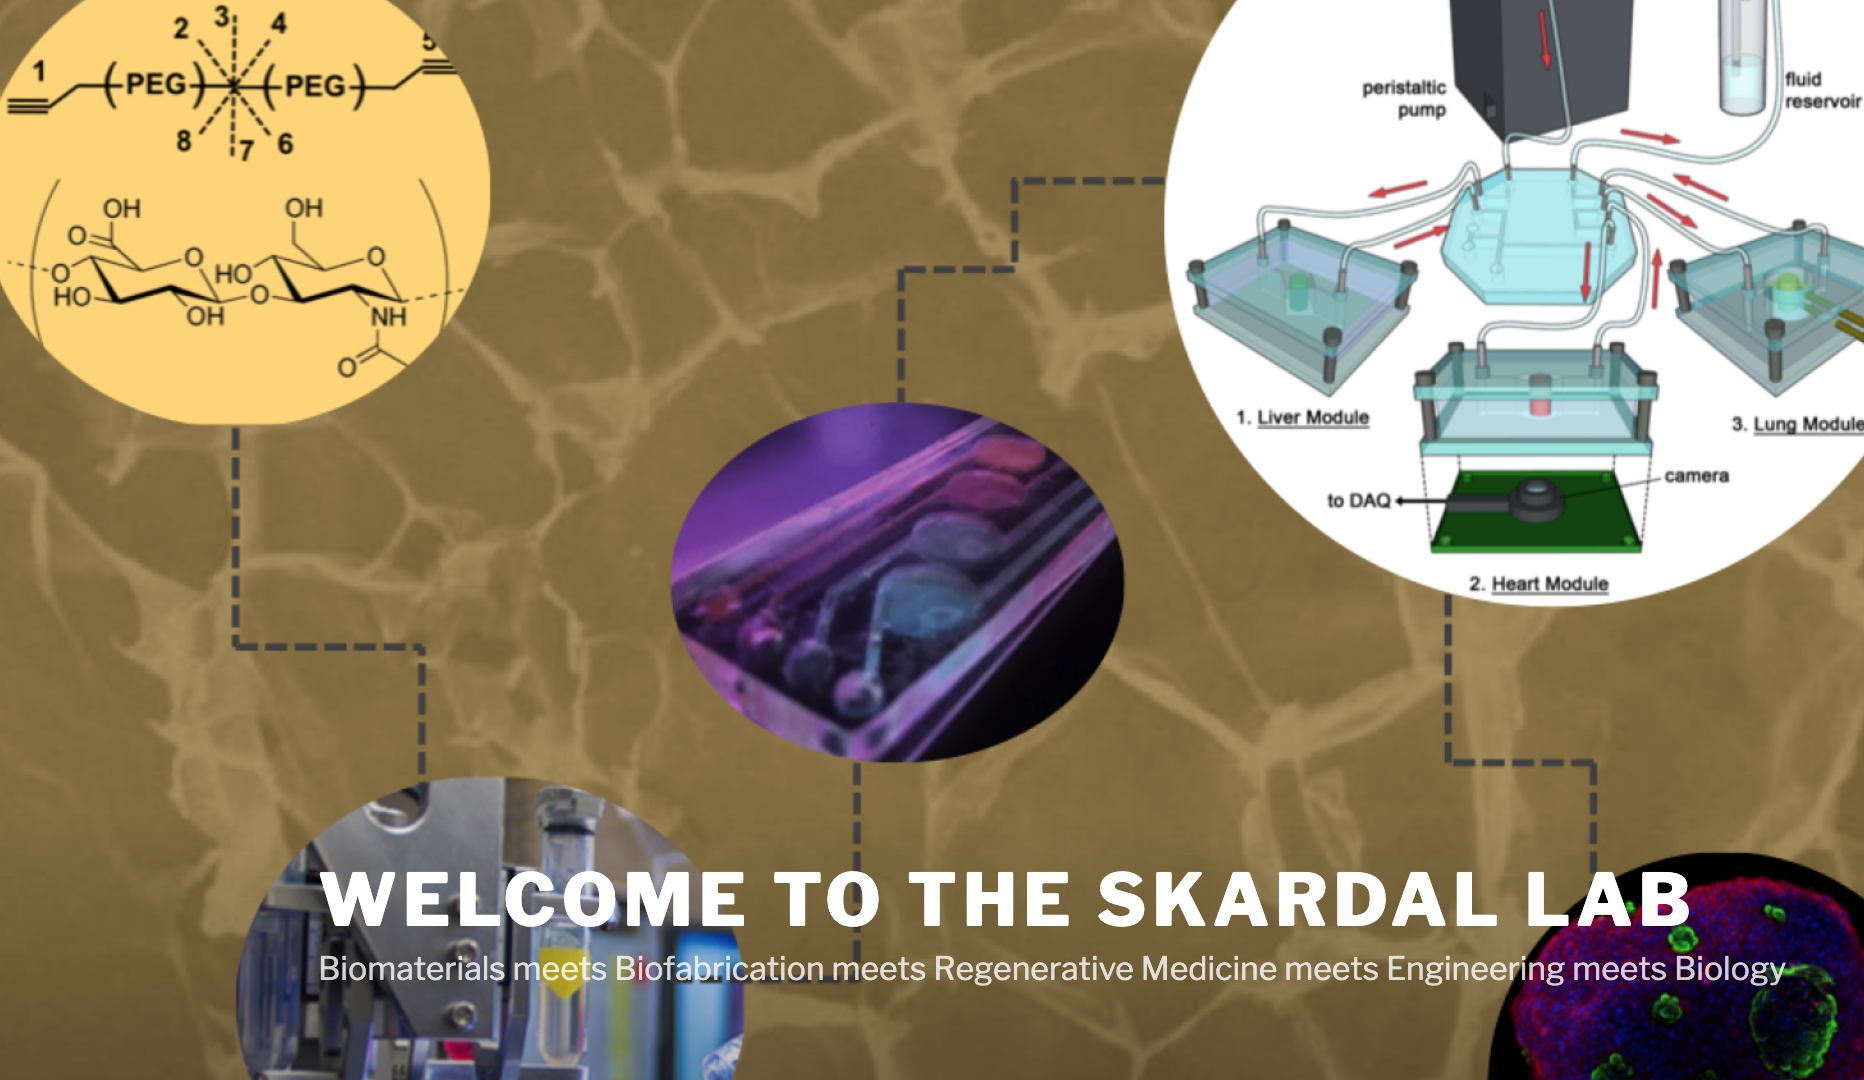 3
2
4
5
1
(PEG)
(PEG)
8
7
6
OH
OH
O
O
O
O
HO
HO
O
OH
NH
O
peristaltic
pump
fluid
reservoir
1. Liver Module
3. Lung Module
camera
to DAQ
2. Heart Module
WELCOME TO THE SKARDAL LAB
Biomaterials meets Biofabrication meets Regenerative Medicine meets Engineering meets Biology